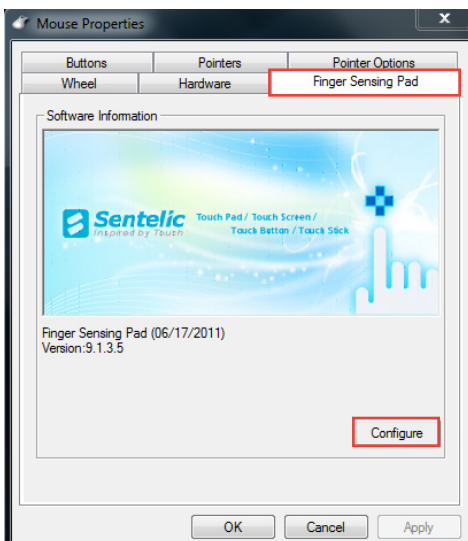 Mouse Properties
x
Buttons Pointers Pointer Options
Wheel Hardware Finger Sensing Pad
Software Information
Sentelic
Inspired by Touch
Touch Pad / Touch Screen /
Touch Button / Touch Stick
Finger Sensing Pad (06/17/2011)
Version:9.1.3.5
Configure
OK Cancel Apply